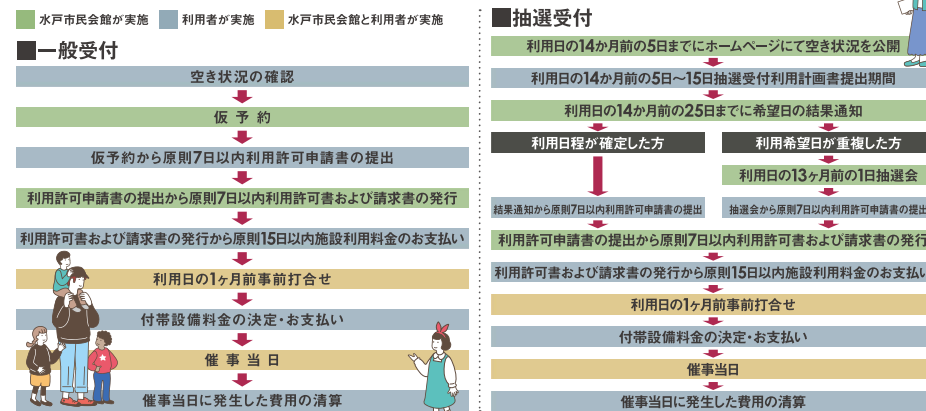 水戸市民会館が実施
利用者が実施
水戸市民会館と利用者が実施
■一般受付
空き状況の確認
仮予約
仮予約から原則7日以内利用許可申請書の提出
利用許可申請書の提出から原則7日以内利用許可書および請求書の発行
利用許可書および請求書の発行から原則15日以内施設利用料金のお支払い
利用日の1ヶ月前事前打合せ
付帯設備料金の決定・お支払い
催事当日
催事当日に発生した費用の清算
■抽選受付
利用日の14か月前の5日までにホームページにて空き状況を公開
利用日の14か月前の5日〜15日抽選受付利用計画書提出期間
利用日の14か月前の25日までに希望日の結果通知
利用日程が確定した方
利用希望日が重複した方
利用日の13ヶ月前の1日抽選会
結果通知から原則7日以内利用許可申請書の提出
抽選会から原則7日以内利用許可申請書の提出
利用許可申請書の提出から原則7日以内利用許可書および請求書の発行
利用許可書および請求書の発行から原則15日以内施設利用料金のお支払い
利用日の1ヶ月前事前打合せ
付帯設備料金の決定・お支払い
催事当日
催事当日に発生した費用の清算